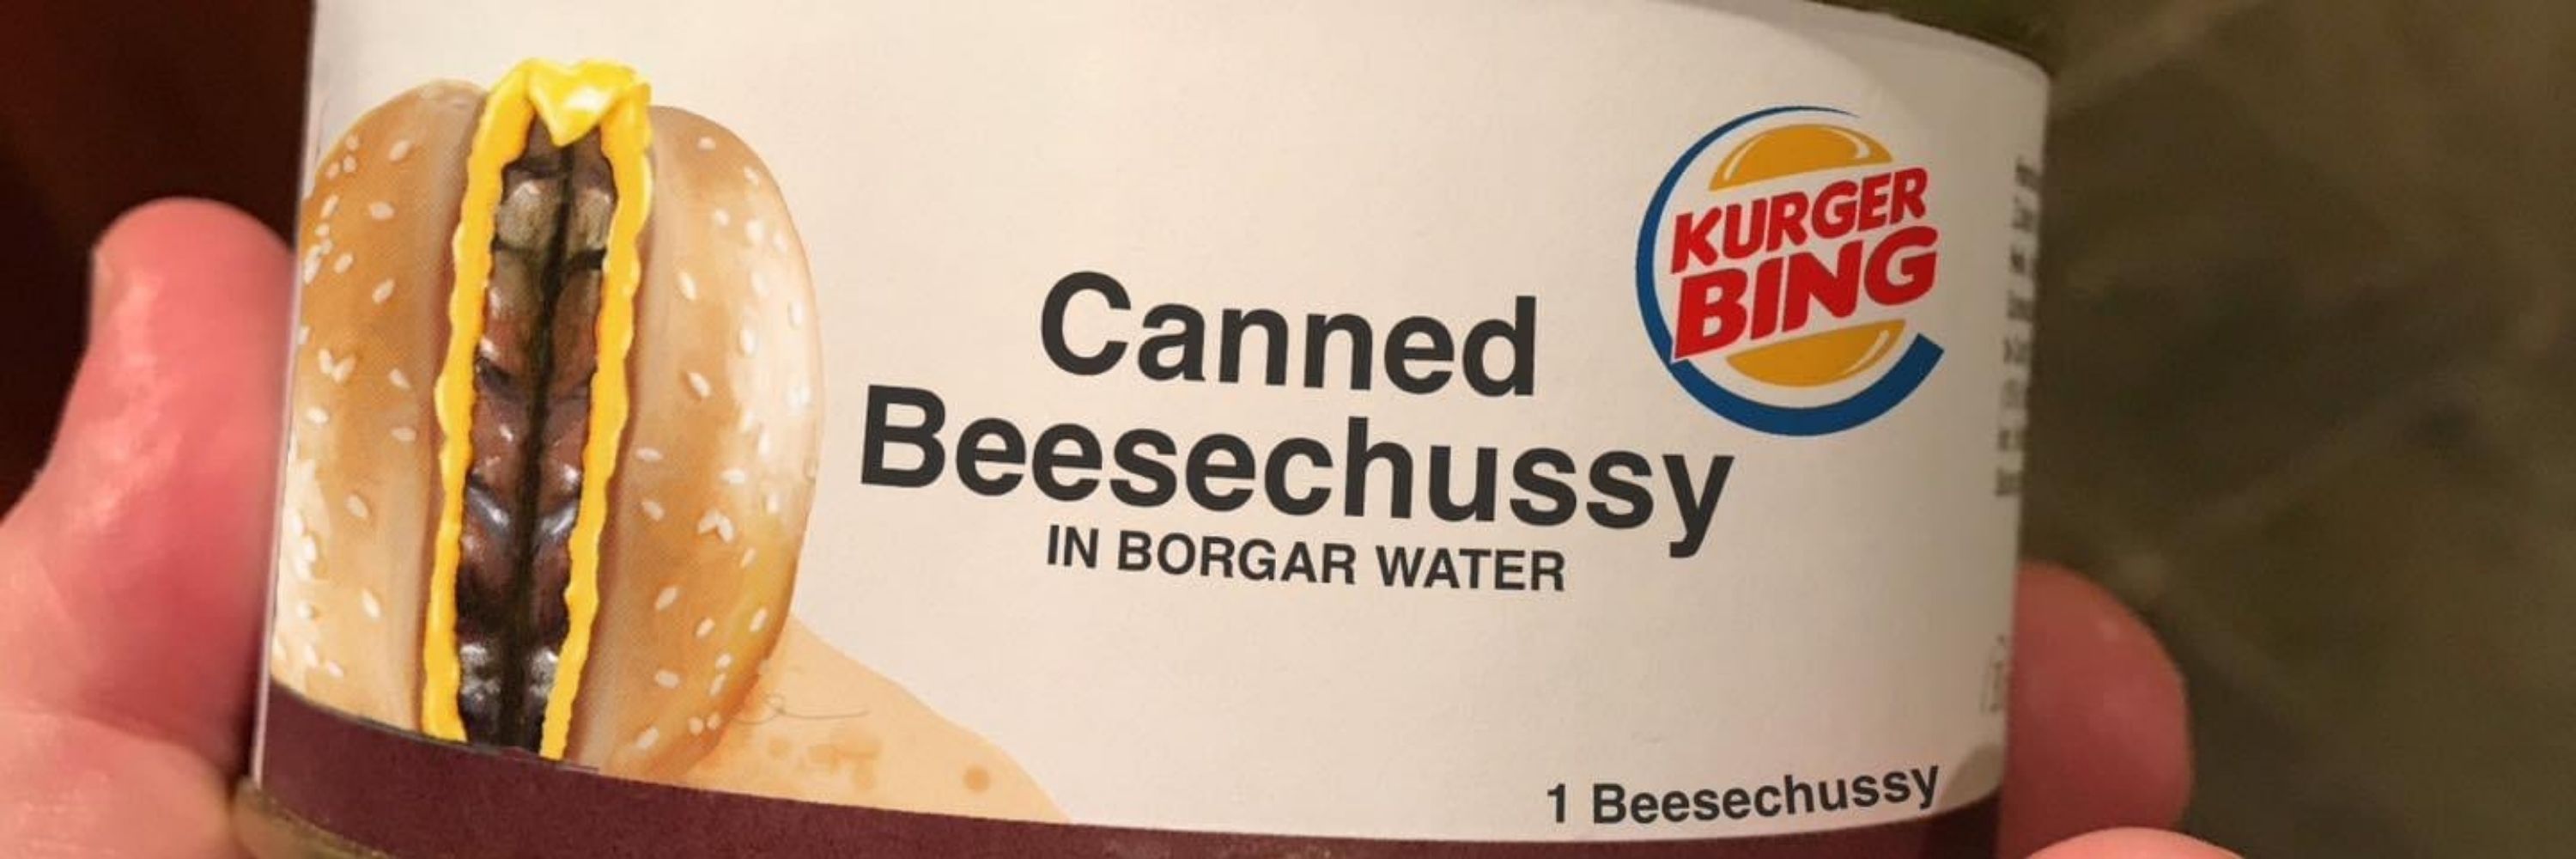 KURGER
BING
Canned
Beesechussy
IN BORGAR WATER
1 Beesechussy